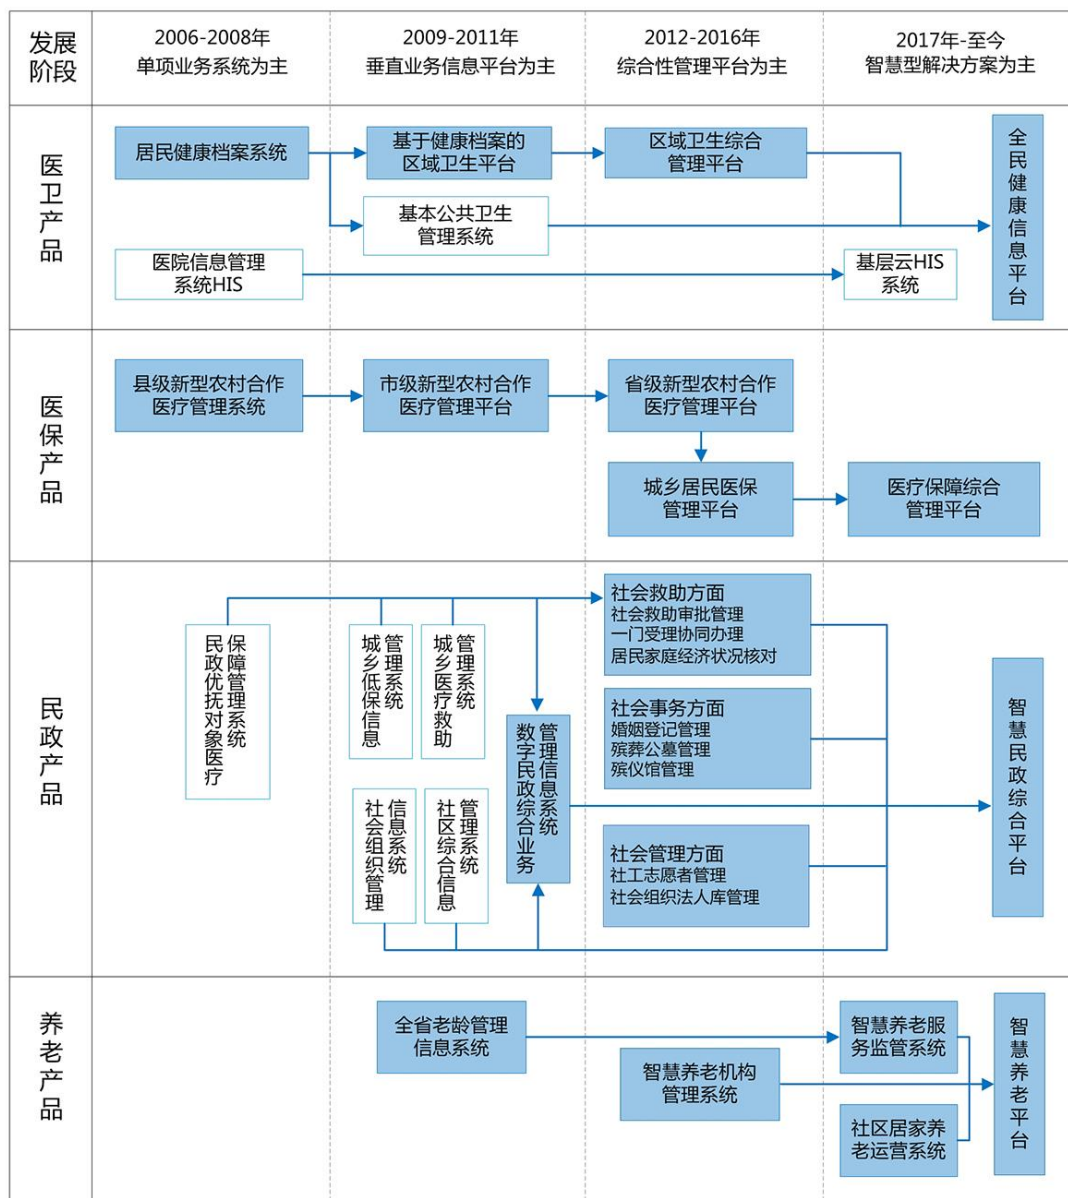 发展
阶段
2006-2008年
单项业务系统为主
2009-2011年
垂直业务信息平台为主
2012-2016年
综合性管理平台为主
2017年-至今
智慧型解决方案为主
医卫产品
居民健康档案系统
基于健康档案的
区域卫生平台
区域卫生综合
管理平台
基本公共卫生
管理系统
医院信息管理
系统HIS
基层云HIS
系统
全民健康信息平台
医保产品
县级新型农村合作
医疗管理系统
市级新型农村合作
医疗管理平台
省级新型农村合作
医疗管理平台
城乡居民医保
管理平台
医疗保障综合
管理平台
民政产品
民政优抚对象医疗
保障管理系统
城乡低保信息
管理系统
城乡医疗救助
管理系统
社会组织管理
信息系统
社区综合信息
管理系统
数字民政综合业务
管理信息系统
社会救助方面
社会救助审批管理
一门受理协同办理
居民家庭经济状况核对
社会事务方面
婚姻登记管理
殡葬公墓管理
殡仪馆管理
社会管理方面
社工志愿者管理
社会组织法人库管理
智慧民政综合平台
养老产品
全省老龄管理
信息系统
智慧养老机构
管理系统
智慧养老服
务监管系统
社区居家养
老运营系统
智慧养老平台